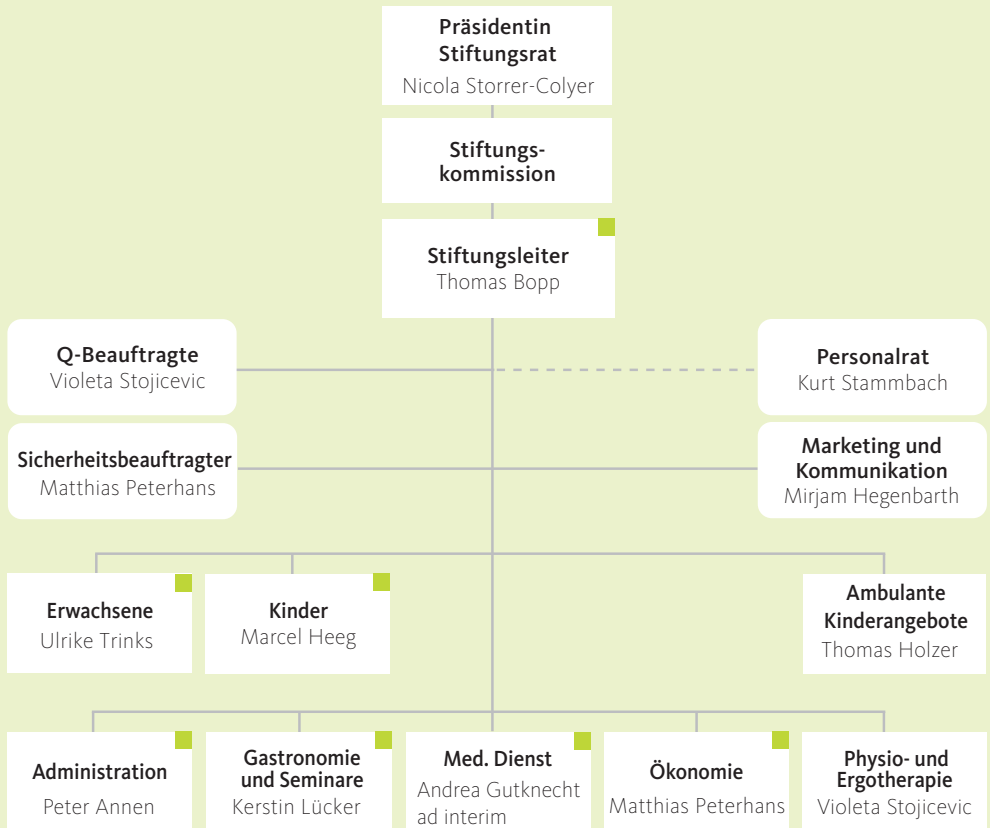 Präsidentin
Stiftungsrat
Nicola Storrer-Colyer
Stiftungs-
kommission
Stiftungsleiter
Thomas Bopp
Q-Beauftragte
Violeta Stojicevic
Personalrat
Kurt Stammbach
Sicherheitsbeauftragter
Matthias Peterhans
Marketing und
Kommunikation
Mirjam Hegenbarth
Erwachsene
Ulrike Trinks
Kinder
Marcel Heeg
Ambulante
Kinderangebote
Thomas Holzer
Administration
Peter Annen
Gastronomie
und Seminare
Kerstin Lücker
Med. Dienst
Andrea Gutknecht
ad interim
Ökonomie
Matthias Peterhans
Physio- und
Ergotherapie
Violeta Stojicevic